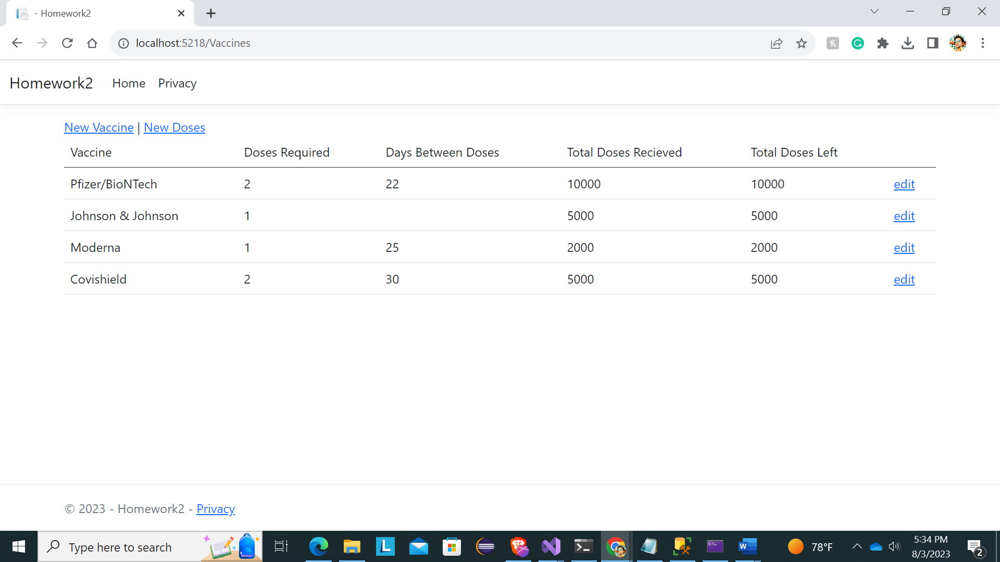 - Homework2
localhost:5218/Vaccines
Homework2 Home Privacy
New Vaccine | New Doses
Vaccine Doses Required Days Between Doses Total Doses Recieved Total Doses Left
Pfizer/BioNTech 2 22 10000 10000 edit
Johnson & Johnson 1 5000 5000 edit
Moderna 1 25 2000 2000 edit
Covishield 2 30 5000 5000 edit
© 2023 - Homework2 - Privacy
Type here to search
78°F
5:34 PM
8/3/2023
2